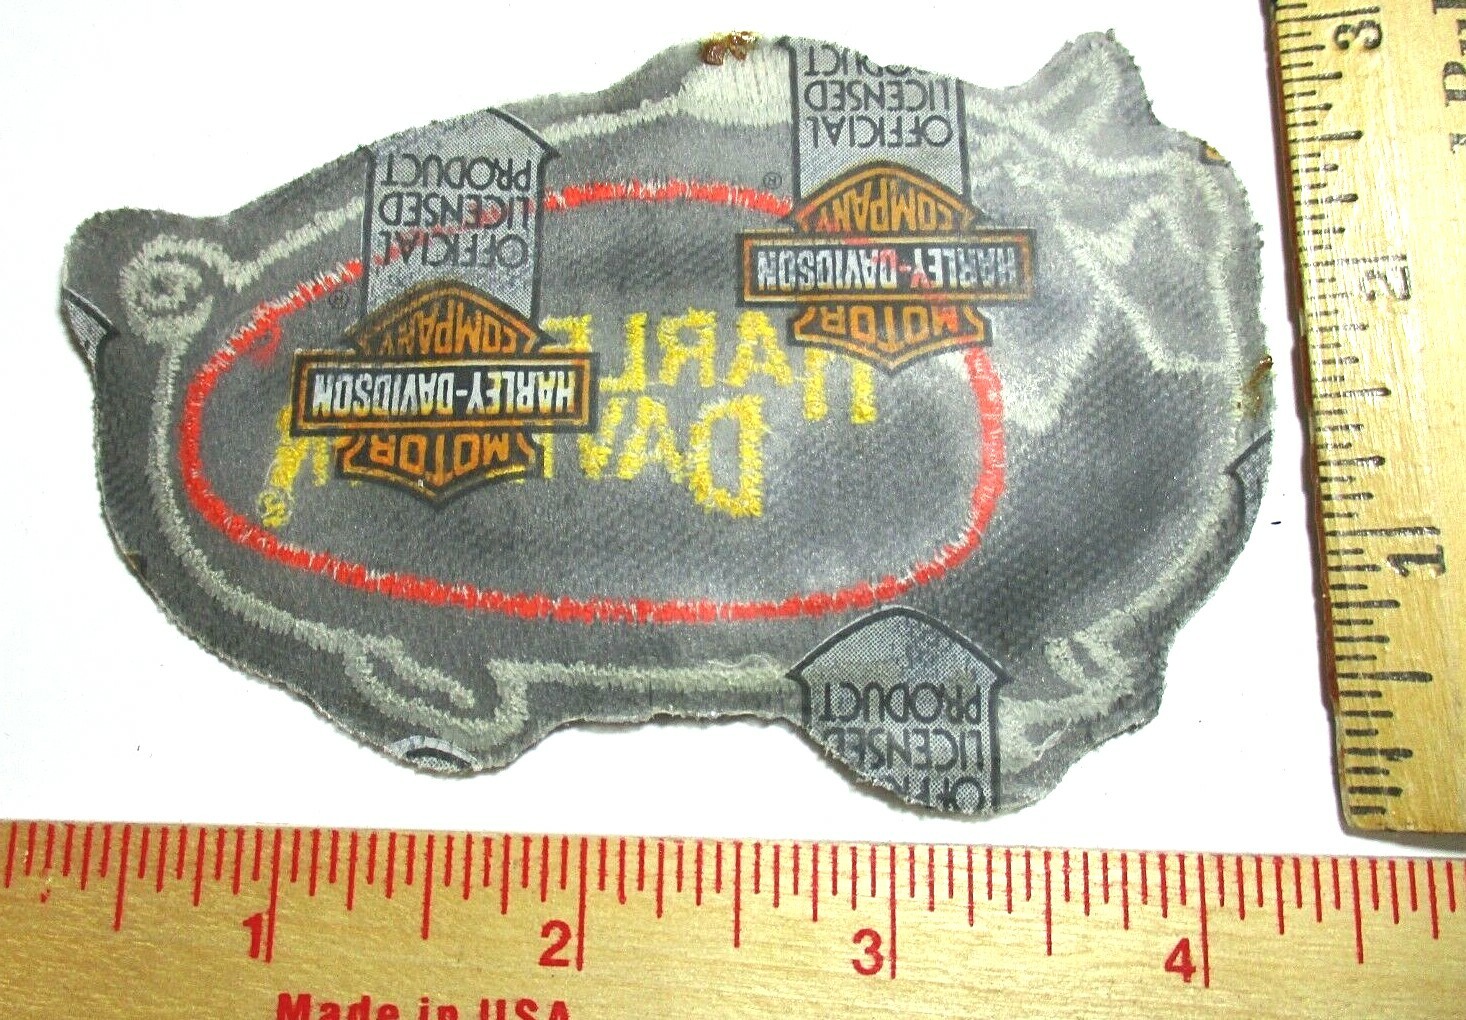 OFFICIAL
LICENSED
PRODUCT
MOTOR
HARLEY-DAVIDSON
COMPANY
®
OFFICIAL
LICENSED
PRODUCT
MOTOR
HARLEY-DAVIDSON
COMPANY
®
HARLE
DAV
®
LICENSED
PRODUCT
3
2
1
1
2
3
4
Made in USA